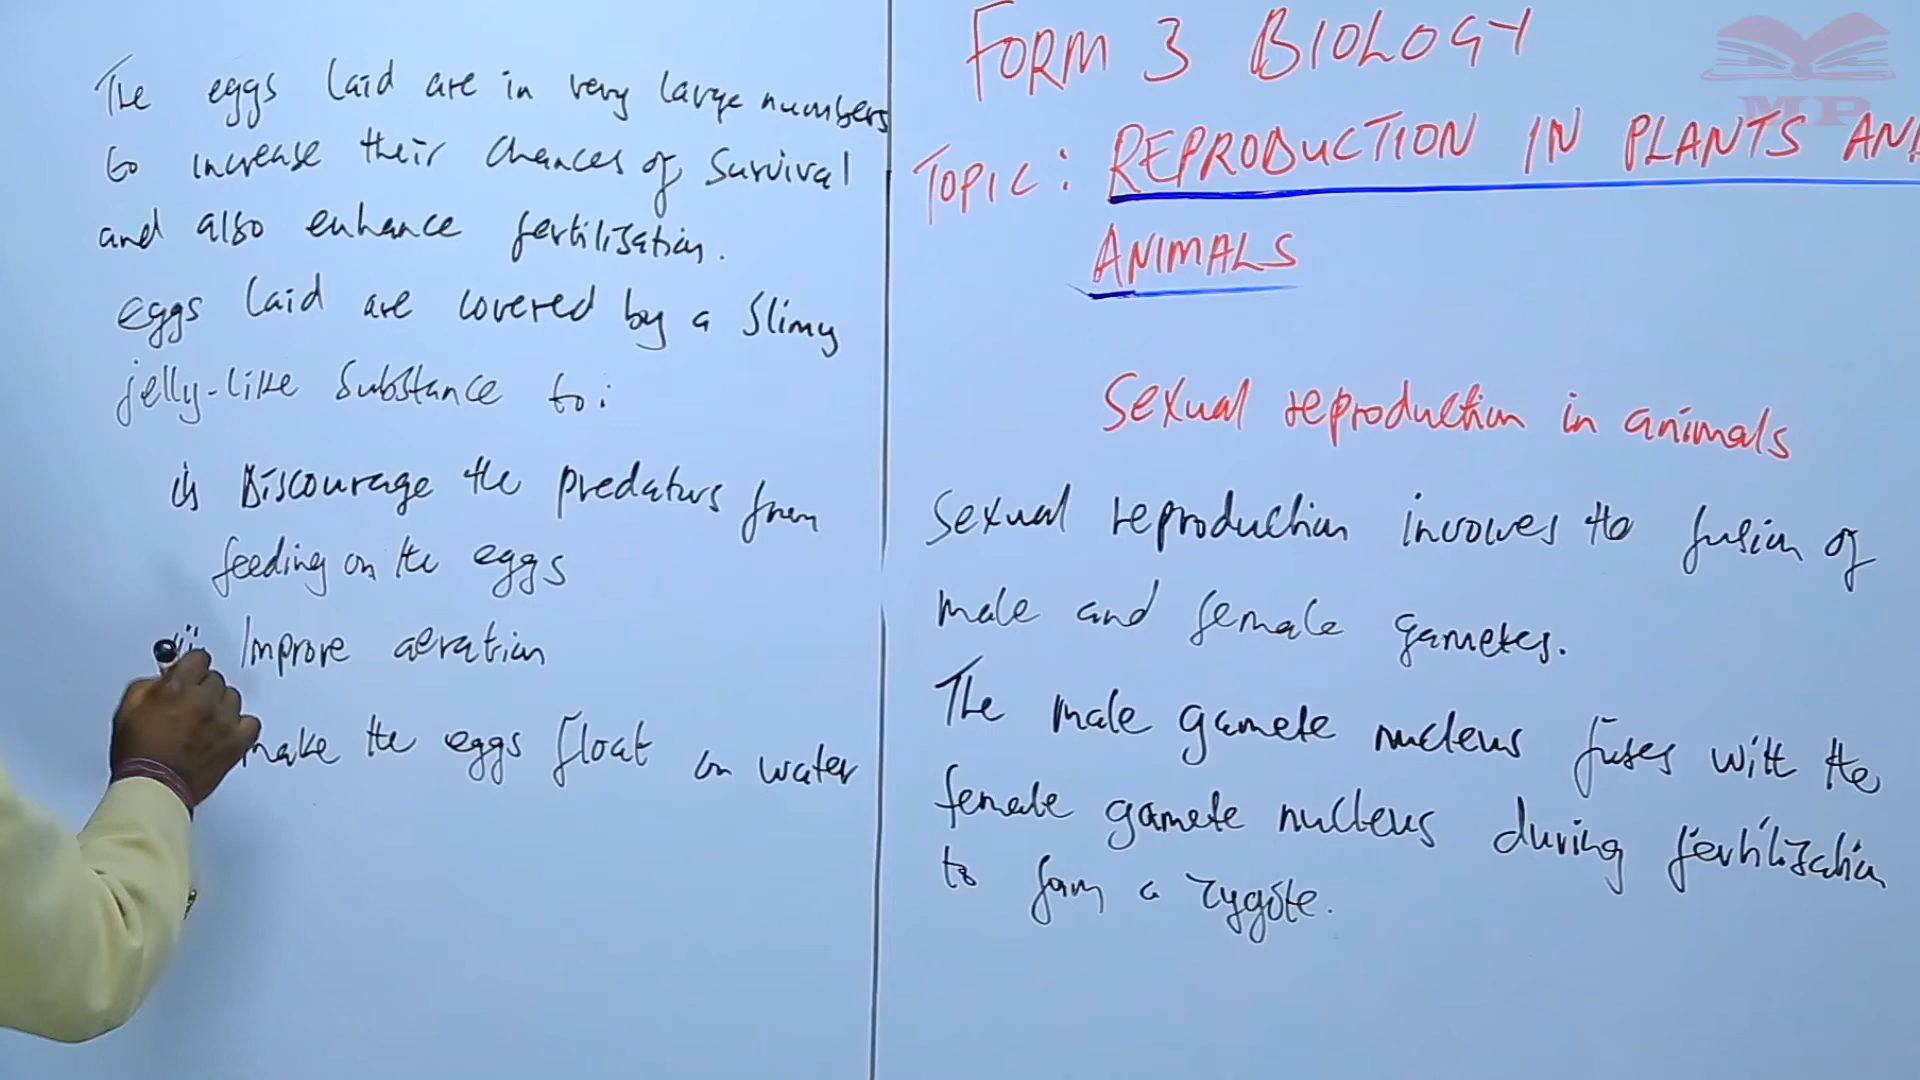 The eggs laid are in very large numbers
to increase their chances of survival
and also enhance fertilisation.
eggs laid are covered by a slimy
jelly-like substance to:
i) Discourage the predators from
feeding on the eggs
ii Improve aeration
make the eggs float on water
FORM 3 BIOLOGY
TOPIC: REPRODUCTION IN PLANTS AND
ANIMALS
Sexual reproduction in animals
Sexual reproduction involves the fusion of
male and female gametes.
The male gamete nucleus fuses with the
female gamete nucleus during fertilization
to form a zygote.
MP